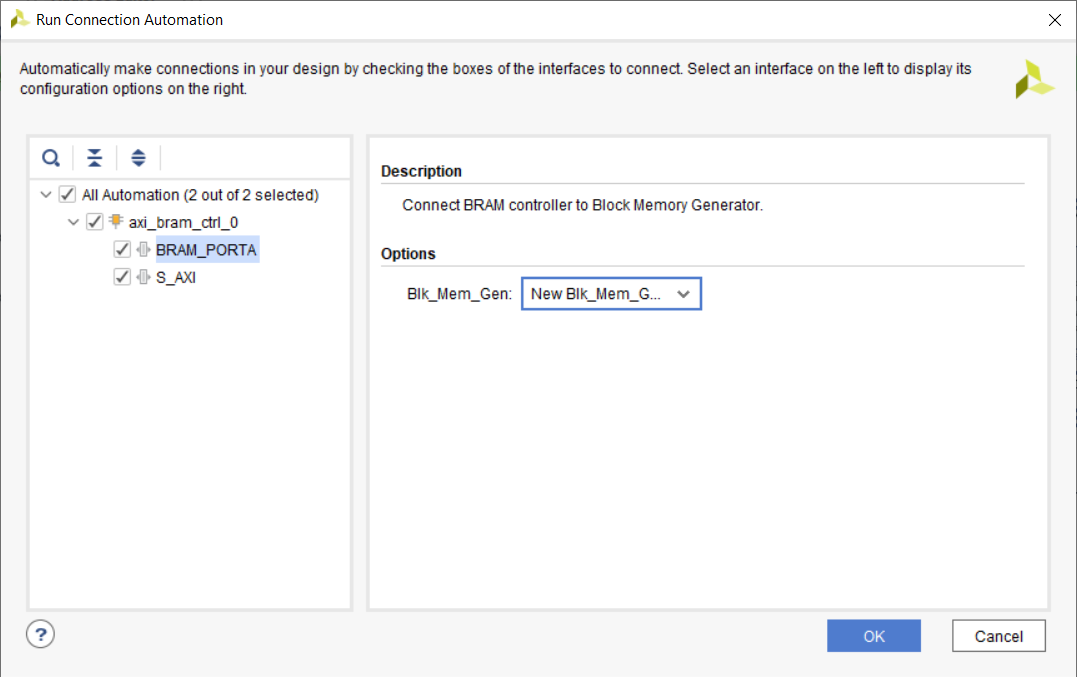 Run Connection Automation
Automatically make connections in your design by checking the boxes of the interfaces to connect. Select an interface on the left to display its
configuration options on the right.
All Automation (2 out of 2 selected)
axi_bram_ctrl_0
BRAM_PORTA
S_AXI
Description
Connect BRAM controller to Block Memory Generator.
Options
Blk_Mem_Gen: New Blk_Mem_G...
?
OK Cancel